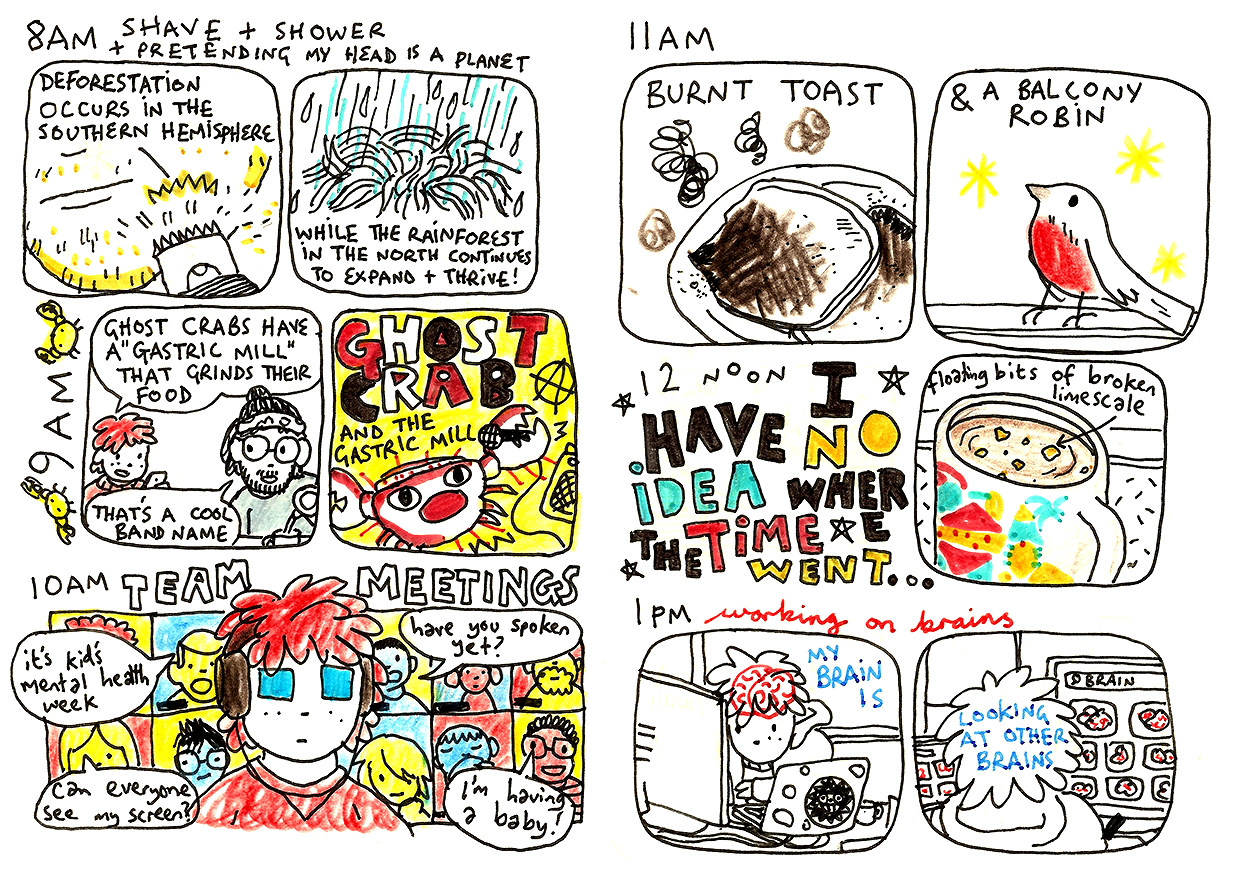 8AM SHAVE + SHOWER
+ PRETENDING MY HEAD IS A PLANET
DEFORESTATION
OCCURS IN THE
SOUTHERN HEMISPHERE
WHILE THE RAINFOREST
IN THE NORTH CONTINUES
TO EXPAND + THRIVE!
9AM
GHOST CRABS HAVE
A "GASTRIC MILL"
THAT GRINDS THEIR
FOOD
THAT'S A COOL
BAND NAME
GHOST
CRAB
AND THE
GASTRIC MILL
10AM TEAM MEETINGS
it's kid's
mental health
week
have you spoken
yet?
Can everyone
see my screen?
I'm having
a baby!
11AM
BURNT TOAST
& A BALCONY
ROBIN
12 NOON
I
HAVE NO
IDEA WHERE
THE TIME
WENT...
floating bits of broken
limescale
1PM working on brains
MY
BRAIN
IS
LOOKING
AT OTHER
BRAINS
BRAIN